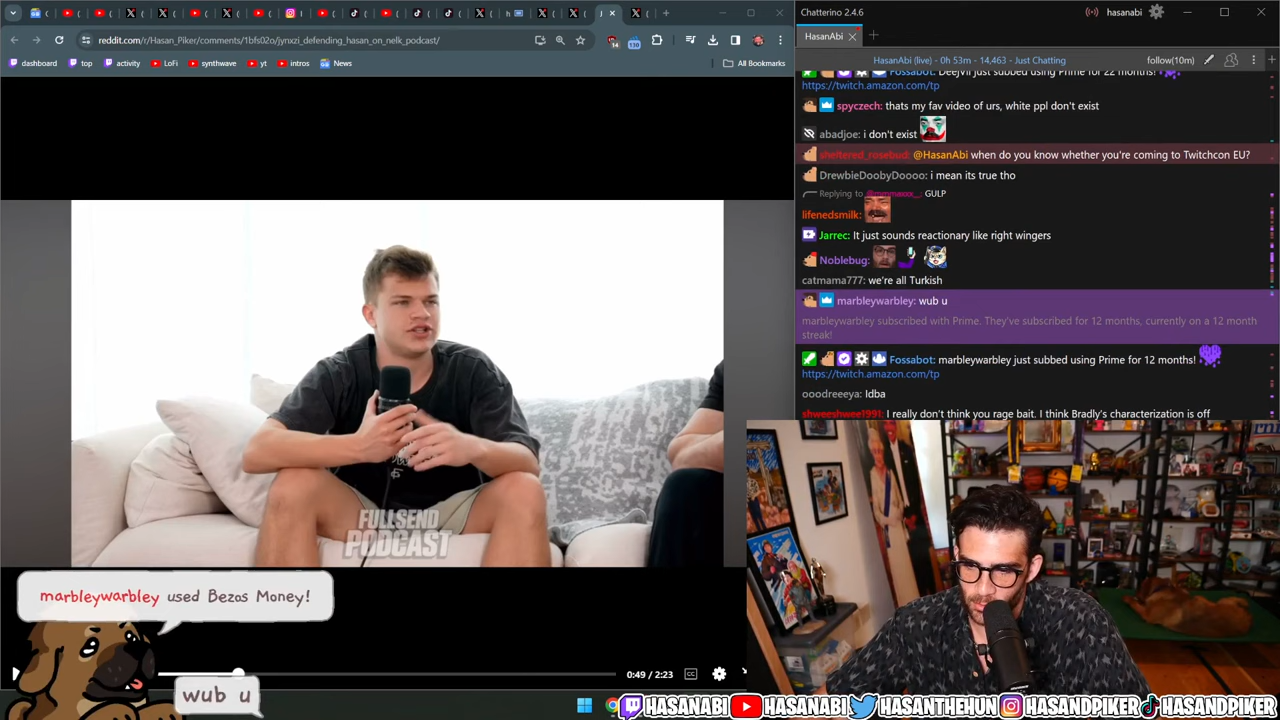 reddit.com/r/Hasan_Piker/comments/1bfs02o/jynxzi_defending_hasan_on_nelk_podcast/
14
130
dashboard
top
activity
LoFi
synthwave
yt
intros
News
All Bookmarks
FULLSEND
PODCAST
marbleywarbley used Bezos Money!
wub u
0:49 / 2:23
CC
Chatterino 2.4.6
hasanabi
HasanAbi
HasanAbi (live) - 0h 53m - 14,463 - Just Chatting
follow(10m)
Fossabot: DeejVil just subbed using Prime for 22 months!
https://twitch.amazon.com/tp
spyczech: thats my fav video of urs, white ppl don't exist
abadjoe: i don't exist
sheltered_rosebud: @HasanAbi when do you know whether you're coming to Twitchcon EU?
DrewbieDoobyDoooo: i mean its true tho
Replying to : GULP
lifenedsmilk:
Jarrec: It just sounds reactionary like right wingers
Noblebug:
catmama777: we're all Turkish
marbleywarbley: wub u
marbleywarbley subscribed with Prime. They've subscribed for 12 months, currently on a 12 month
streak!
Fossabot: marbleywarbley just subbed using Prime for 12 months!
https://twitch.amazon.com/tp
ooodreeeya: Idba
shweeshwee1991: I really don't think you rage bait. I think Bradly's characterization is off
HASANABI
HASANABI
HASANTHEHUN
HASANDPIKER
HASANDPIKER